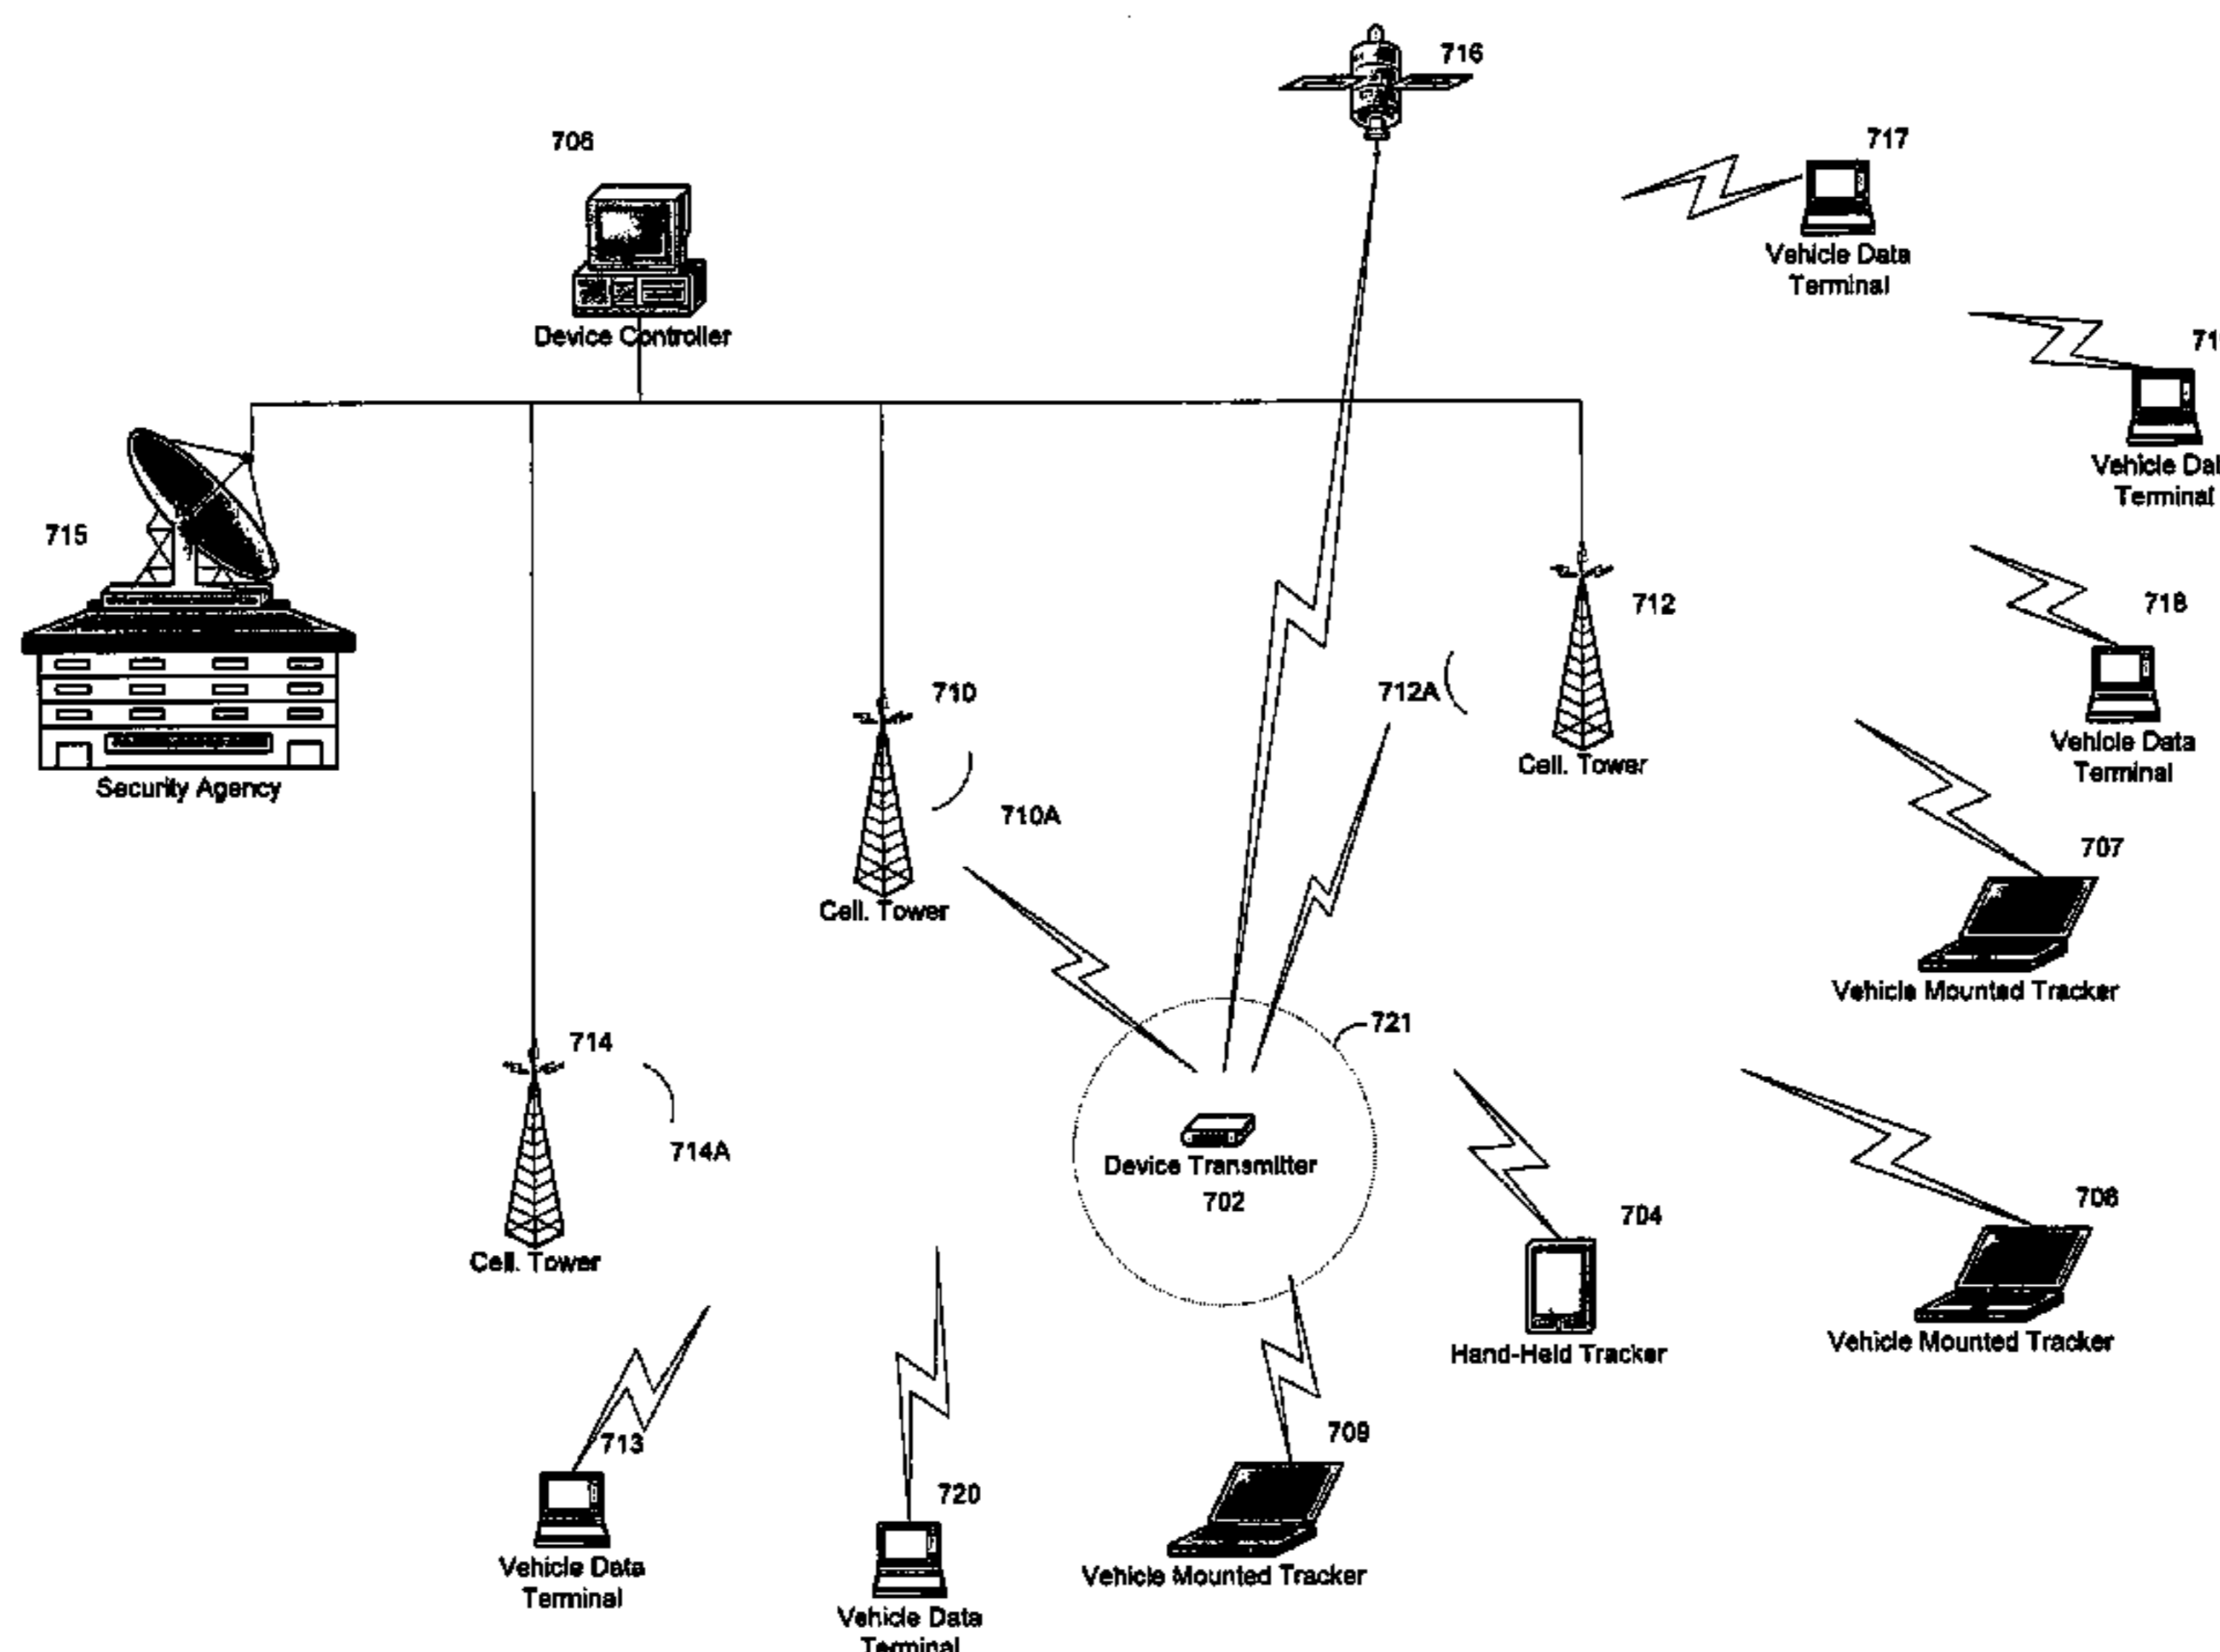 716
717
706
Vehicle Data
Terminal
Device Controller
Vehicle
Terminal
715
712
718
710
712A
Vehicle Data
Terminal
Cell. Tower
Security Agency
710A
707
Cell. Tower
Vehicle Mounted Tracker
721
714
714A
Device Transmitter
702
704
Cell. Tower
Hand-Held Tracker
Vehicle Mounted Tracker
713
709
720
Vehicle Data
Terminal
Vehicle Mounted Tracker
Vehicle Data
Terminal